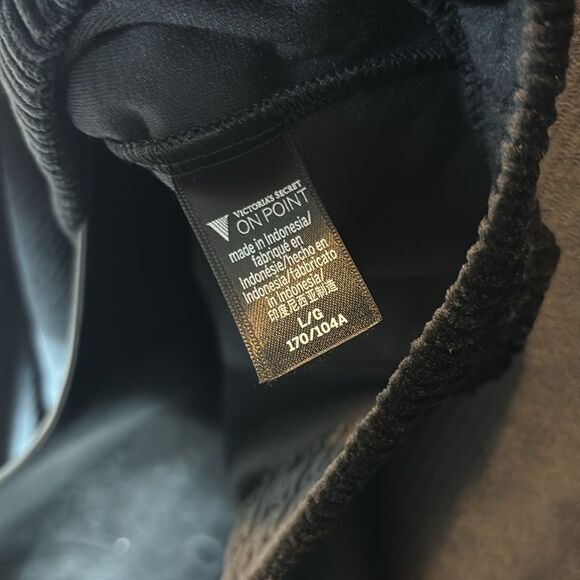 VICTORIA'S SECRET
ON POINT
made in Indonesia/
fabriqué en
Indonésie/hecho en
Indonesia/fabbricato
in Indonesia/
印度尼西亚制造
L/G
170/104A